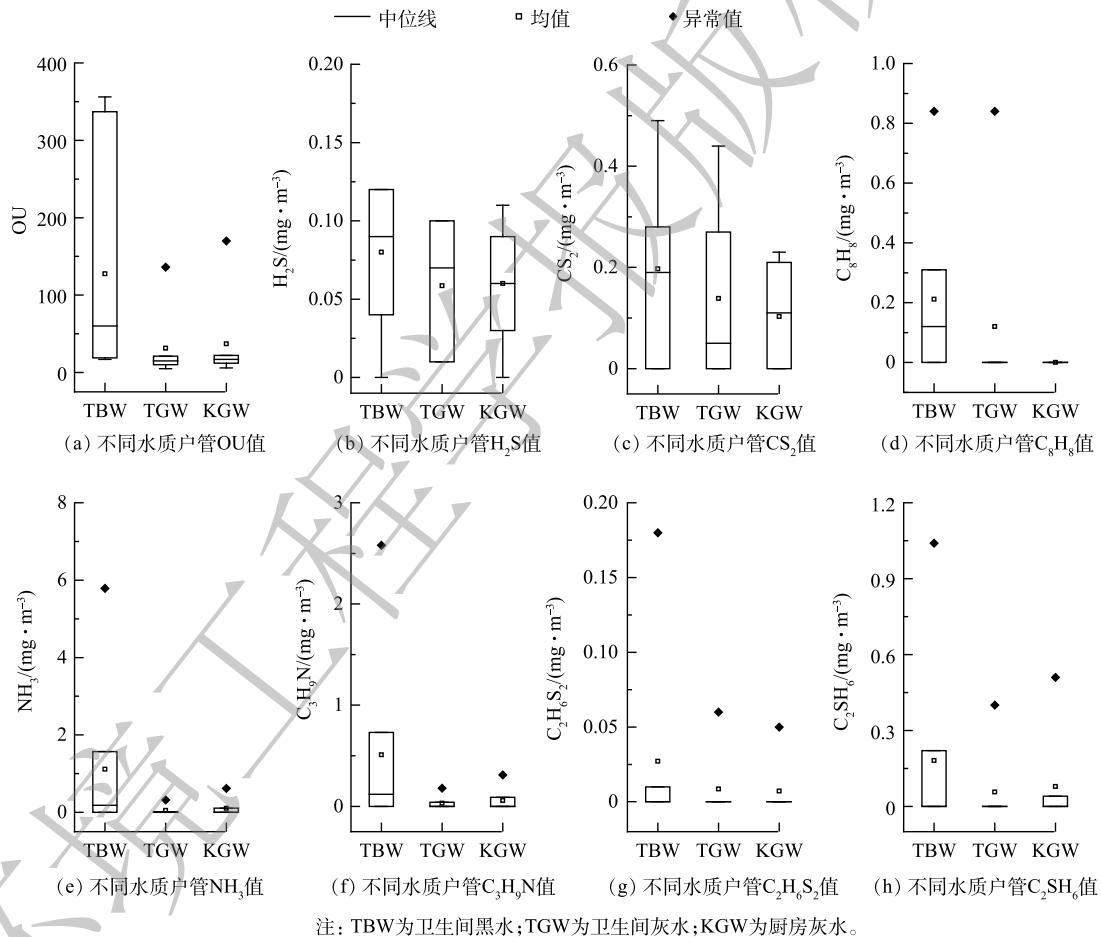 中位线 均值 异常值
400 300 200 100 0
OU
TBW TGW KGW
(a) 不同水质户管OU值
0.20 0.15 0.10 0.05 0
H₂S/(mg·m⁻³)
TBW TGW KGW
(b) 不同水质户管H₂S值
0.6 0.4 0.2 0
CS₂/(mg·m⁻³)
TBW TGW KGW
(c) 不同水质户管CS₂值
1.0 0.8 0.6 0.4 0.2 0
C₈H₈/(mg·m⁻³)
TBW TGW KGW
(d) 不同水质户管C₈H₈值
8 6 4 2 0
NH₃/(mg·m⁻³)
TBW TGW KGW
(e) 不同水质户管NH₃值
3 2 1 0
C₃H₉N/(mg·m⁻³)
TBW TGW KGW
(f) 不同水质户管C₃H₉N值
0.20 0.15 0.10 0.05 0
C₂H₆S₂/(mg·m⁻³)
TBW TGW KGW
(g) 不同水质户管C₂H₆S₂值
1.2 0.9 0.6 0.3 0
C₂SH₆/(mg·m⁻³)
TBW TGW KGW
(h) 不同水质户管C₂SH₆值
注: TBW为卫生间黑水;TGW为卫生间灰水;KGW为厨房灰水。
境工程学报版